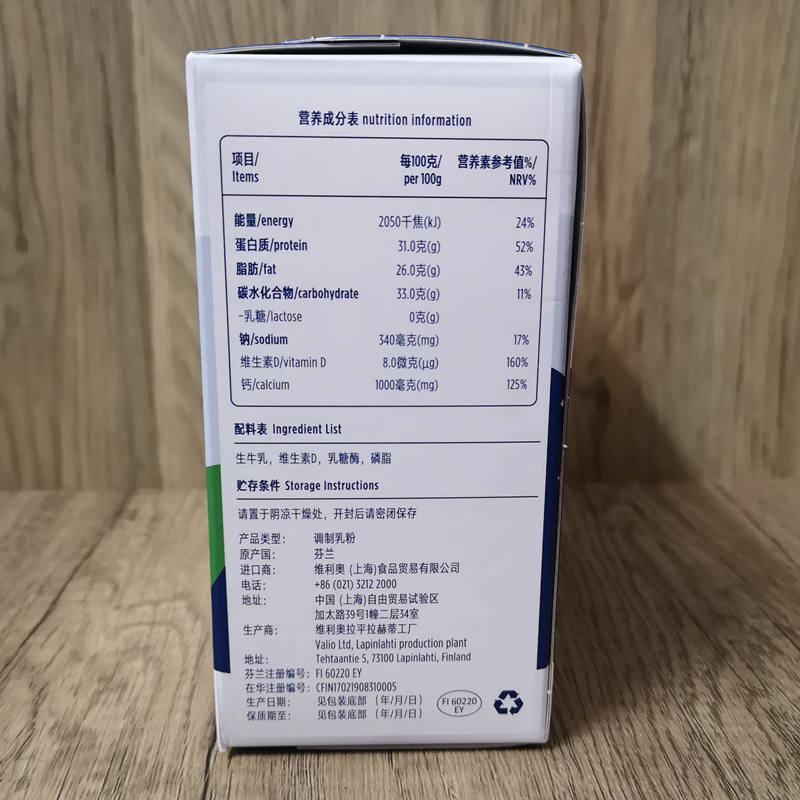 营养成分表 nutrition information
项目/ 每100克/ 营养素参考值%/
Items per 100g NRV%
能量/energy 2050千焦(kJ) 24%
蛋白质/protein 31.0克(g) 52%
脂肪/fat 26.0克(g) 43%
碳水化合物/carbohydrate 33.0克(g) 11%
-乳糖/lactose 0克(g)
钠/sodium 340毫克(mg) 17%
维生素D/vitamin D 8.0微克(μg) 160%
钙/calcium 1000毫克(mg) 125%
配料表 Ingredient List
生牛乳，维生素D，乳糖酶，磷脂
贮存条件 Storage Instructions
请置于阴凉干燥处，开封后请密闭保存
产品类型： 调制乳粉
原产国： 芬兰
进口商： 维利奥 (上海)食品贸易有限公司
电话： +86 (021) 3212 2000
地址： 中国 (上海)自由贸易试验区
加太路39号1幢二层34室
生产商： 维利奥拉平拉赫蒂工厂
Valio Ltd, Lapinlahti production plant
地址： Tehtaantie 5, 73100 Lapinlahti, Finland
芬兰注册编号： FI 60220 EY
在华注册编号： CFIN17021908310005
生产日期： 见包装底部 (年/月/日)
保质期至： 见包装底部 (年/月/日)
FI 60220
EY